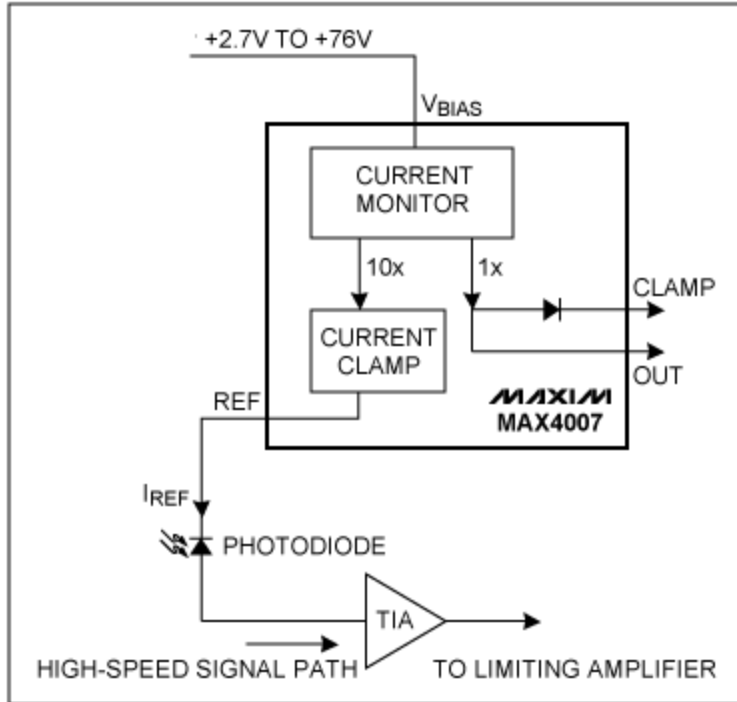 +2.7V TO +76V
VBIAS
CURRENT
MONITOR
10x
1x
CLAMP
CURRENT
CLAMP
OUT
REF
MAXIM
MAX4007
IREF
PHOTODIODE
TIA
HIGH-SPEED SIGNAL PATH
TO LIMITING AMPLIFIER